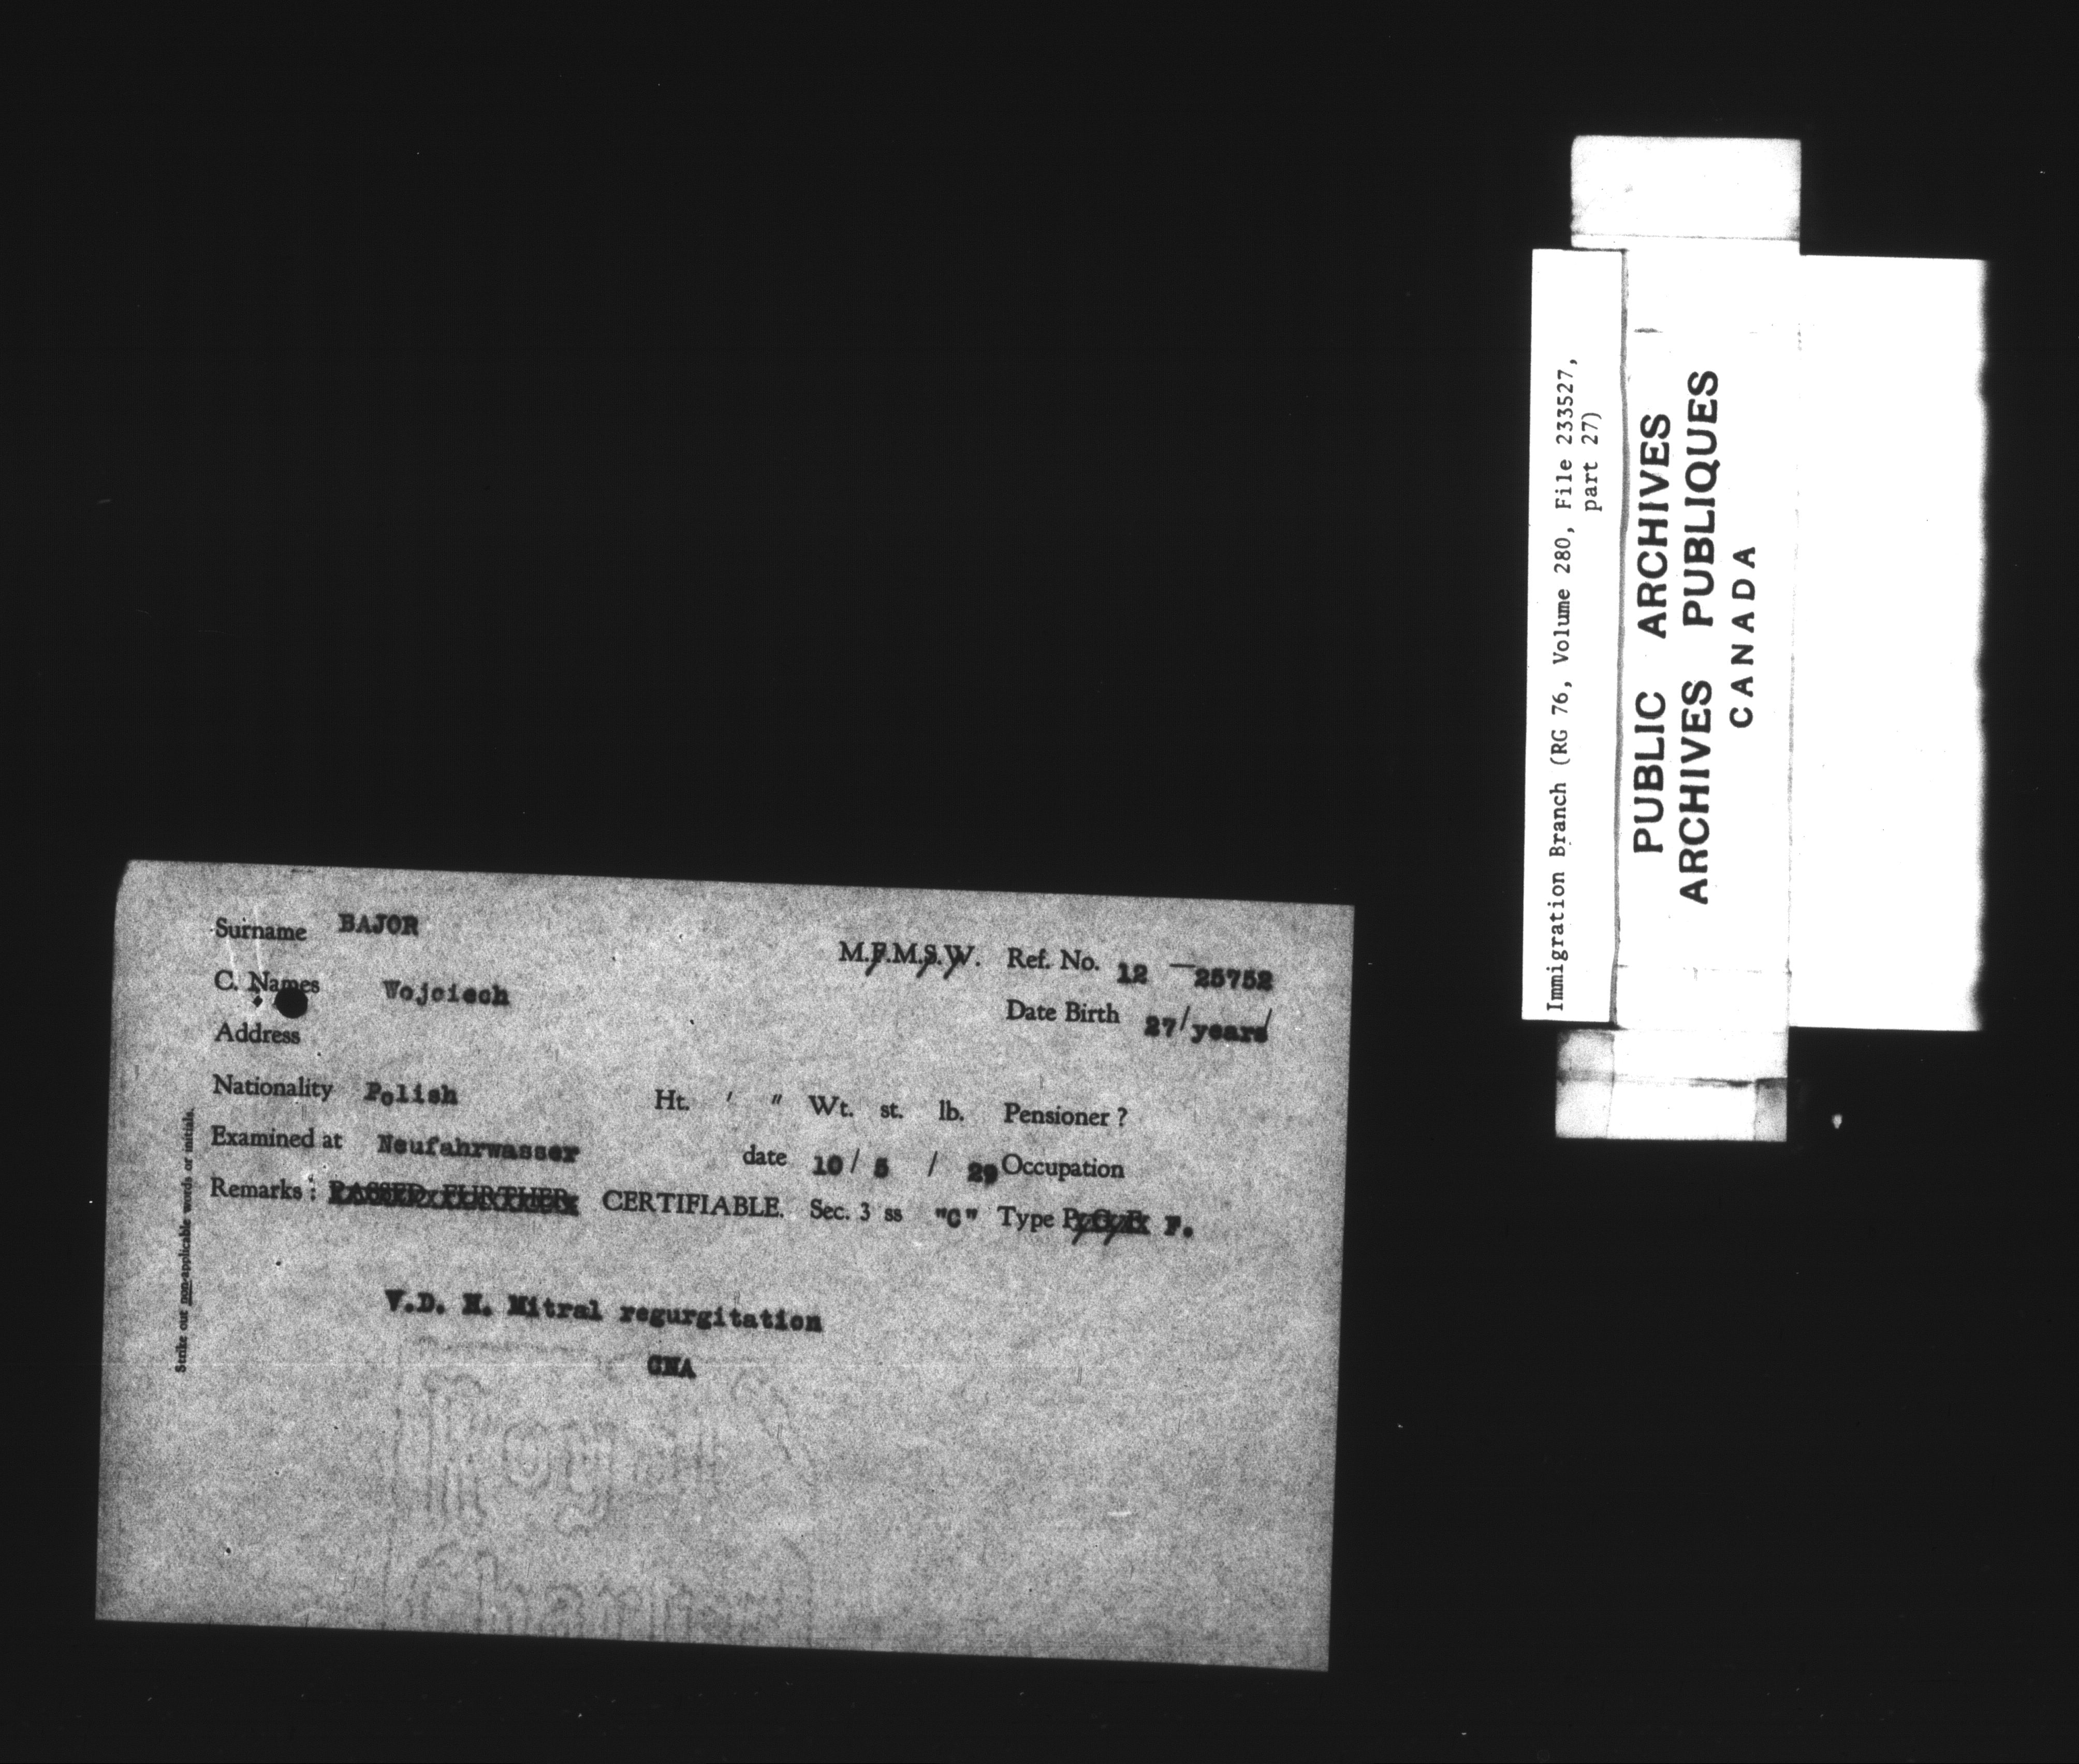 Surname BAJOR
M.F.M.S.W. Ref. No. 12 — 25752
C. Names Wojciech
Date Birth 27/years/
Address
Nationality Polish Ht. ' " Wt. st. lb. Pensioner ?
Examined at Neufahrwasser date 10 / 5 / 29 Occupation
Remarks : PASSED FURTHER CERTIFIABLE. Sec. 3 ss "C" Type P. C. F. F.
V.D. H. Mitral regurgitation
Strike out non-applicable words or initials.
Immigration Branch (RG 76, Volume 280, File 233527,
part 27)
PUBLIC ARCHIVES
ARCHIVES PUBLIQUES
CANADA